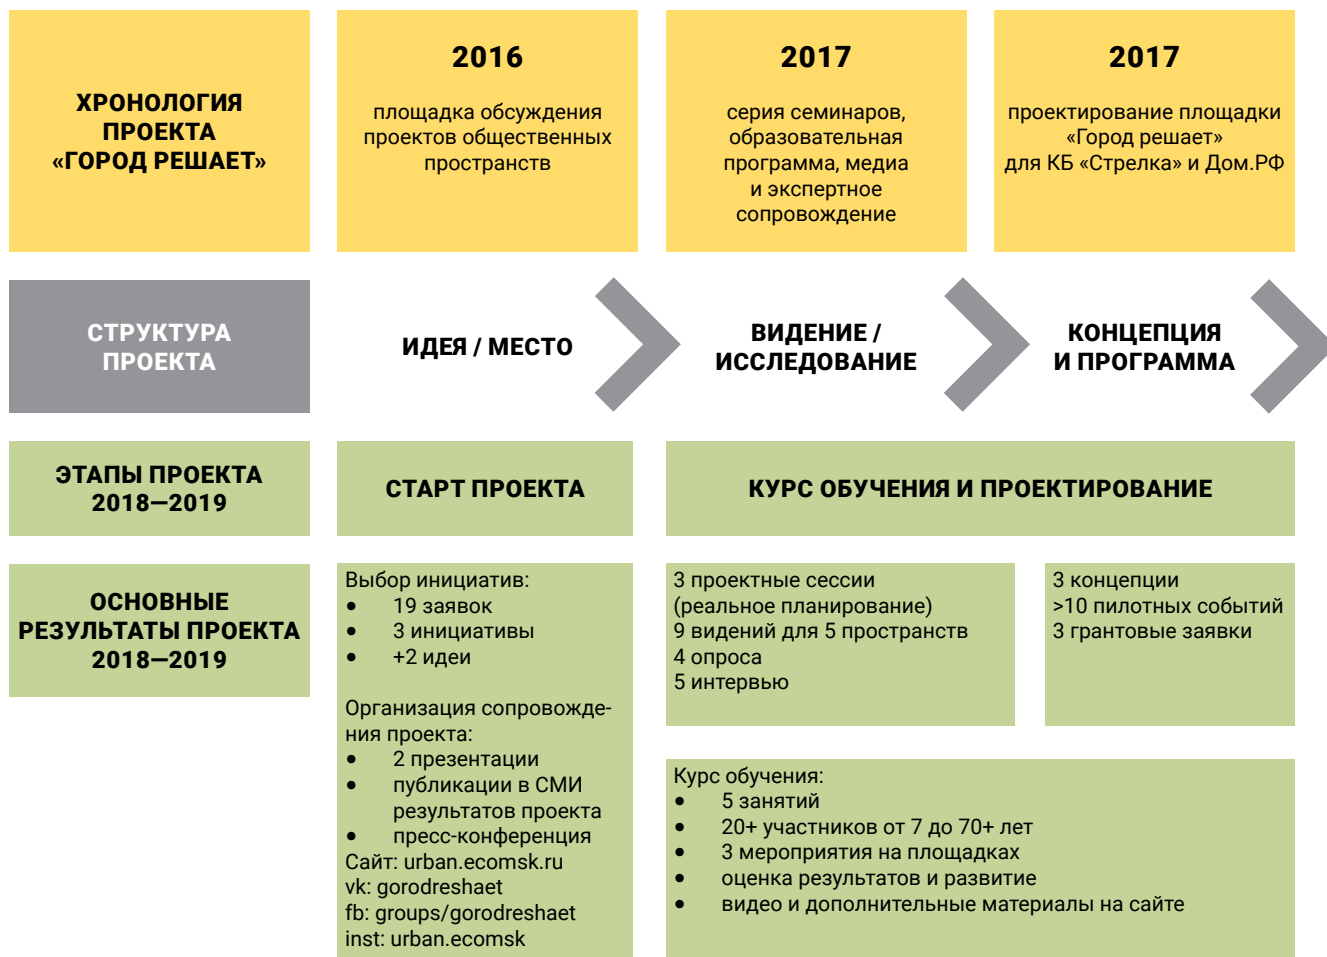 ХРОНОЛОГИЯ
ПРОЕКТА
«ГОРОД РЕШАЕТ»
2016
площадка обсуждения
проектов общественных
пространств
2017
серия семинаров,
образовательная
программа, медиа
и экспертное
сопровождение
2017
проектирование площадки
«Город решает»
для КБ «Стрелка» и Дом.РФ
СТРУКТУРА
ПРОЕКТА
ИДЕЯ / МЕСТО
ВИДЕНИЕ /
ИССЛЕДОВАНИЕ
КОНЦЕПЦИЯ
И ПРОГРАММА
ЭТАПЫ ПРОЕКТА
2018—2019
СТАРТ ПРОЕКТА
КУРС ОБУЧЕНИЯ И ПРОЕКТИРОВАНИЕ
ОСНОВНЫЕ
РЕЗУЛЬТАТЫ ПРОЕКТА
2018—2019
Выбор инициатив:
• 19 заявок
• 3 инициативы
• +2 идеи
Организация сопровожде-
ния проекта:
• 2 презентации
• публикации в СМИ
результатов проекта
• пресс-конференция
Сайт: urban.ecomsk.ru
vk: gorodreshaet
fb: groups/gorodreshaet
inst: urban.ecomsk
3 проектные сессии
(реальное планирование)
9 видений для 5 пространств
4 опроса
5 интервью
3 концепции
>10 пилотных событий
3 грантовые заявки
Курс обучения:
• 5 занятий
• 20+ участников от 7 до 70+ лет
• 3 мероприятия на площадках
• оценка результатов и развитие
• видео и дополнительные материалы на сайте